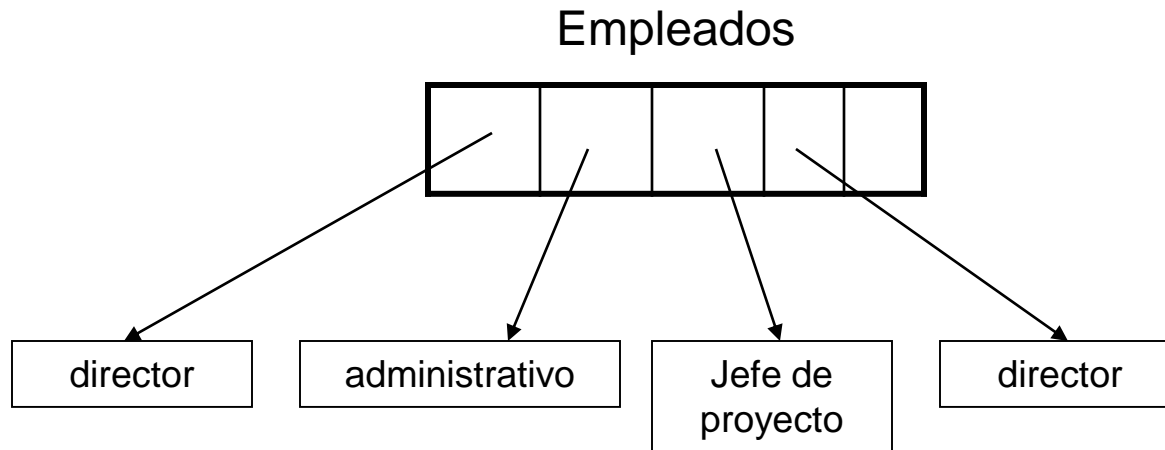 Empleados
director
administrativo
Jefe de
proyecto
director